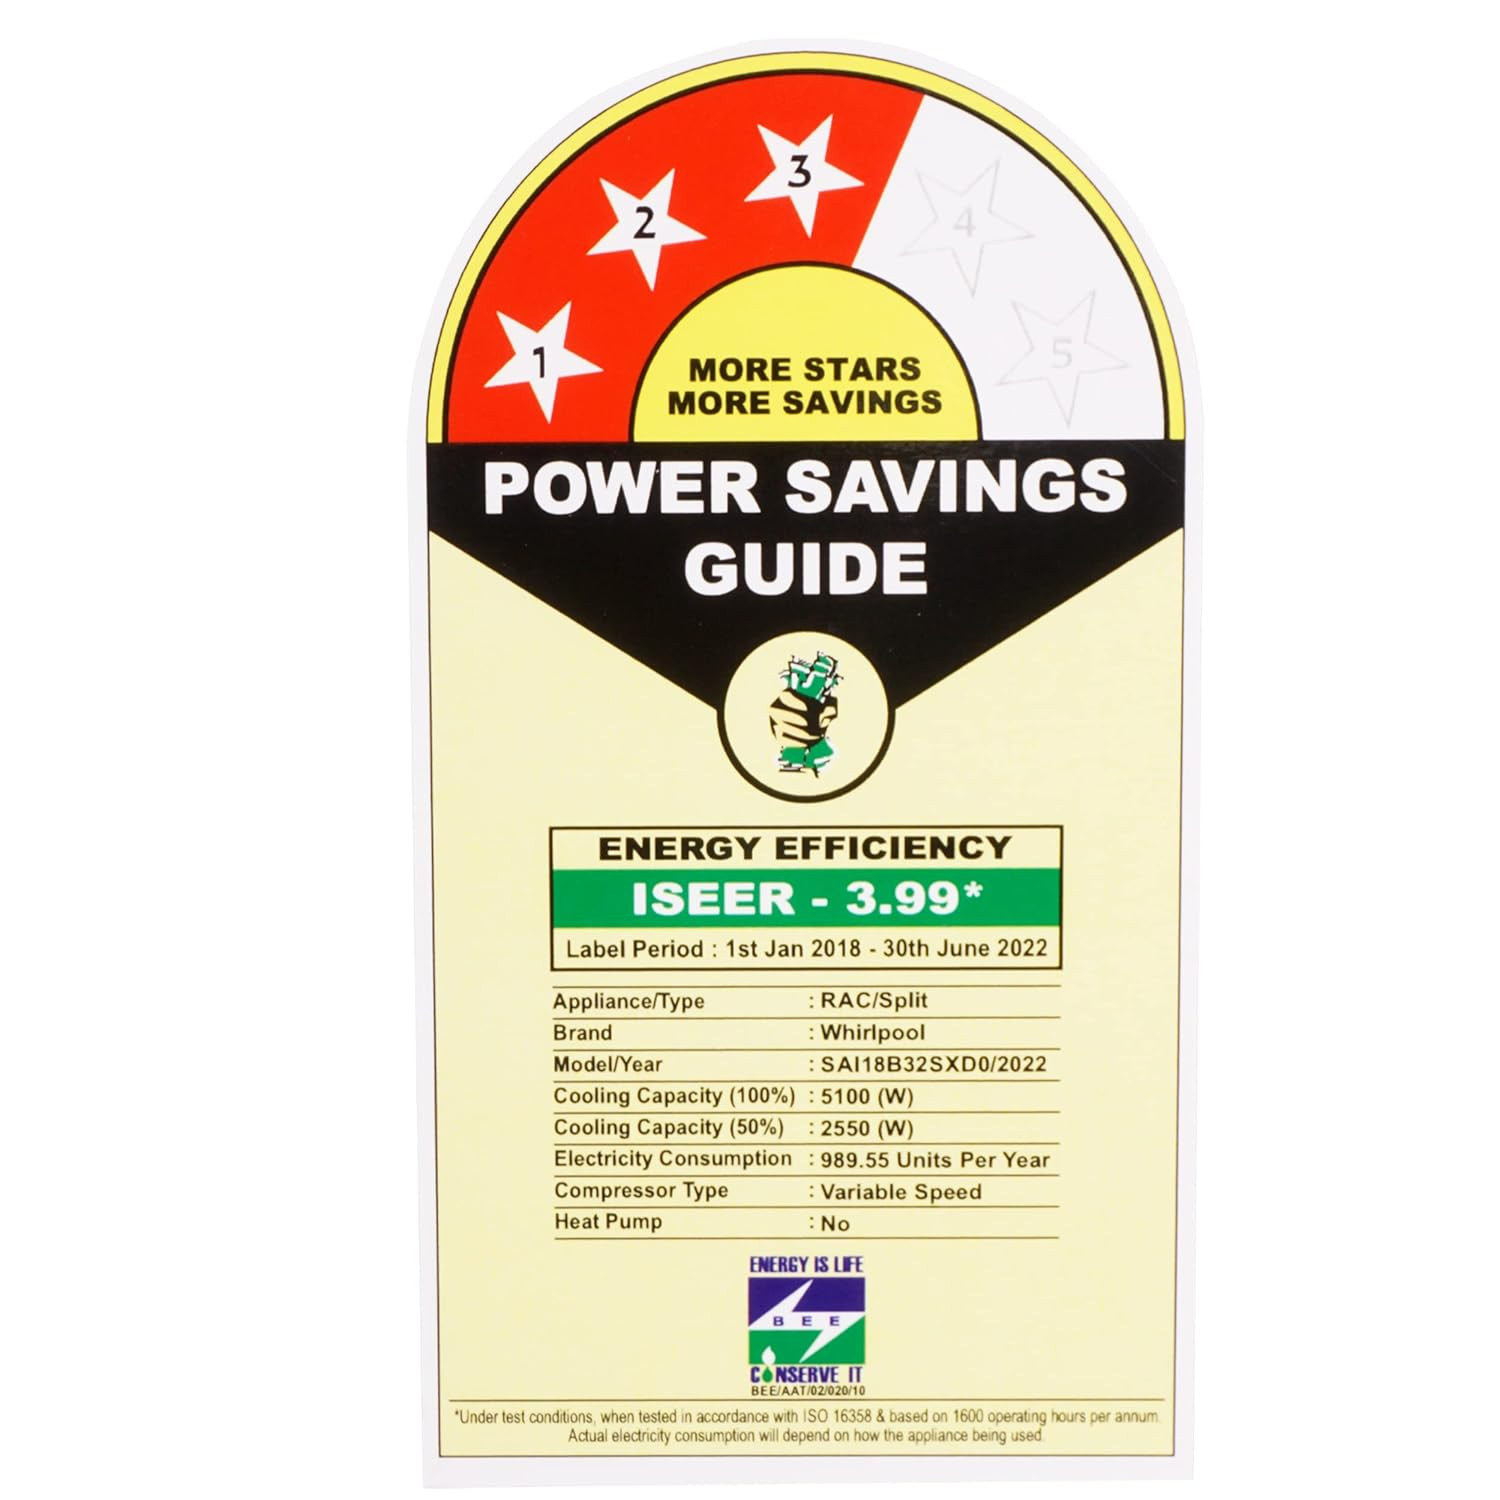 1
2
3
4
5
MORE STARS
MORE SAVINGS
POWER SAVINGS
GUIDE
ENERGY EFFICIENCY
ISEER - 3.99*
Label Period : 1st Jan 2018 - 30th June 2022
Appliance/Type : RAC/Split
Brand : Whirlpool
Model/Year : SAI18B32SXD0/2022
Cooling Capacity (100%) : 5100 (W)
Cooling Capacity (50%) : 2550 (W)
Electricity Consumption : 989.55 Units Per Year
Compressor Type : Variable Speed
Heat Pump : No
ENERGY IS LIFE
BEE
CONSERVE IT
BEE/AAT/02/020/10
*Under test conditions, when tested in accordance with ISO 16358 & based on 1600 operating hours per annum.
Actual electricity consumption will depend on how the appliance being used.